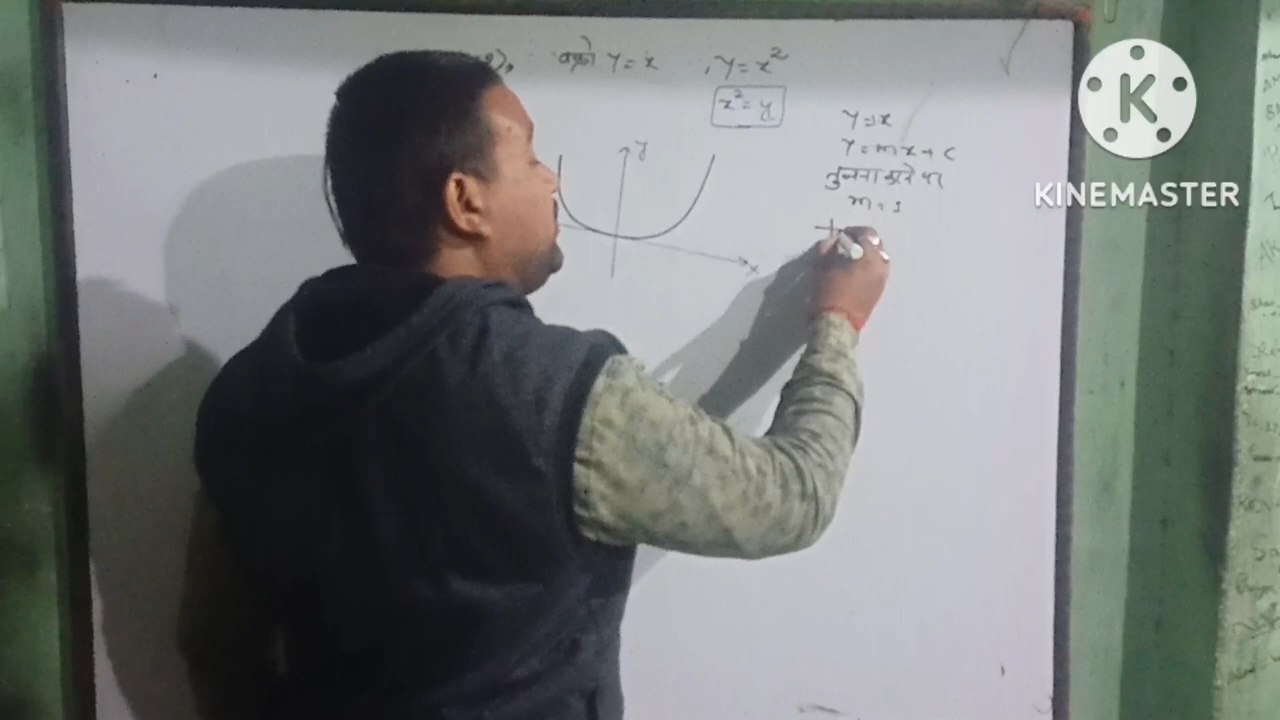 वक्रो y = x , y = x²
x² = y
y = x
y = mx + c
तुलना करने पर
m = 1
y
x
K
KINEMASTER